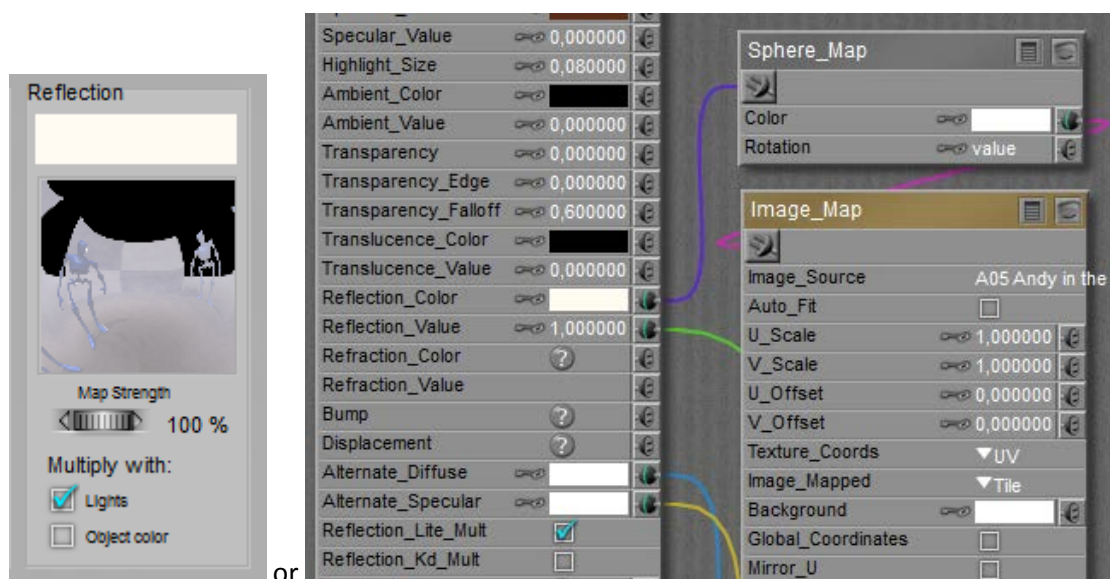 Reflection
Map Strength
100 %
Multiply with:
Lights
Object color
or
Specular_Value 0,000000
Highlight_Size 0,080000
Ambient_Color
Ambient_Value 0,000000
Transparency 0,000000
Transparency_Edge 0,000000
Transparency_Falloff 0,600000
Translucence_Color
Translucence_Value 0,000000
Reflection_Color
Reflection_Value 1,000000
Refraction_Color ?
Refraction_Value
Bump ?
Displacement ?
Alternate_Diffuse
Alternate_Specular
Reflection_Lite_Mult
Reflection_Kd_Mult
Sphere_Map
Color
Rotation value
Image_Map
Image_Source A05 Andy in the
Auto_Fit
U_Scale 1,000000
V_Scale 1,000000
U_Offset 0,000000
V_Offset 0,000000
Texture_Coords UV
Image_Mapped Tile
Background
Global_Coordinates
Mirror_U